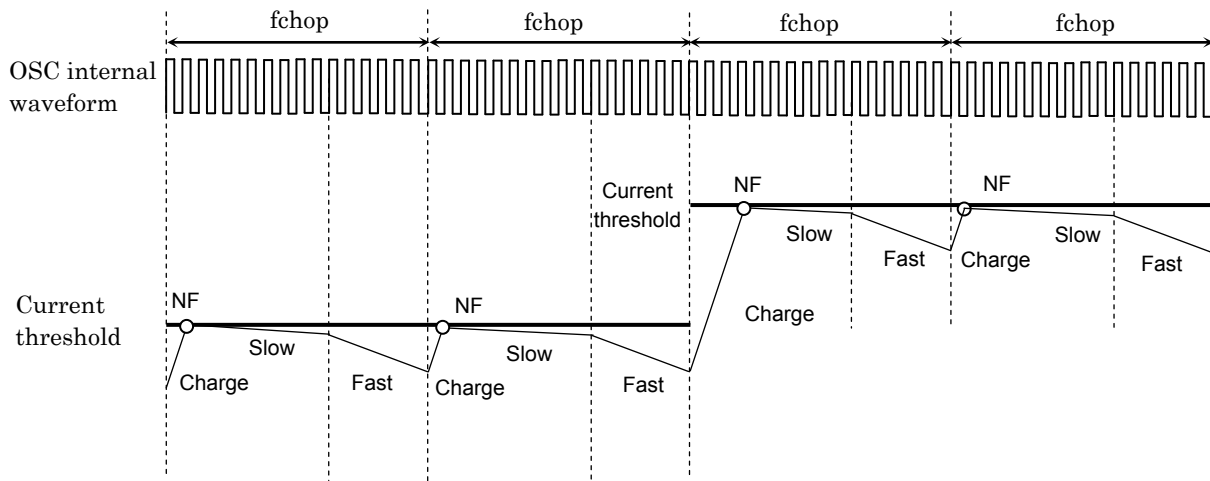 fchop fchop fchop fchop
OSC internal
waveform
Current
threshold
NF
Slow
Fast
Charge
NF
Slow
Fast
Charge
Current
threshold
NF
Charge
Slow
Fast
NF
Charge
Slow
Fast
Charge